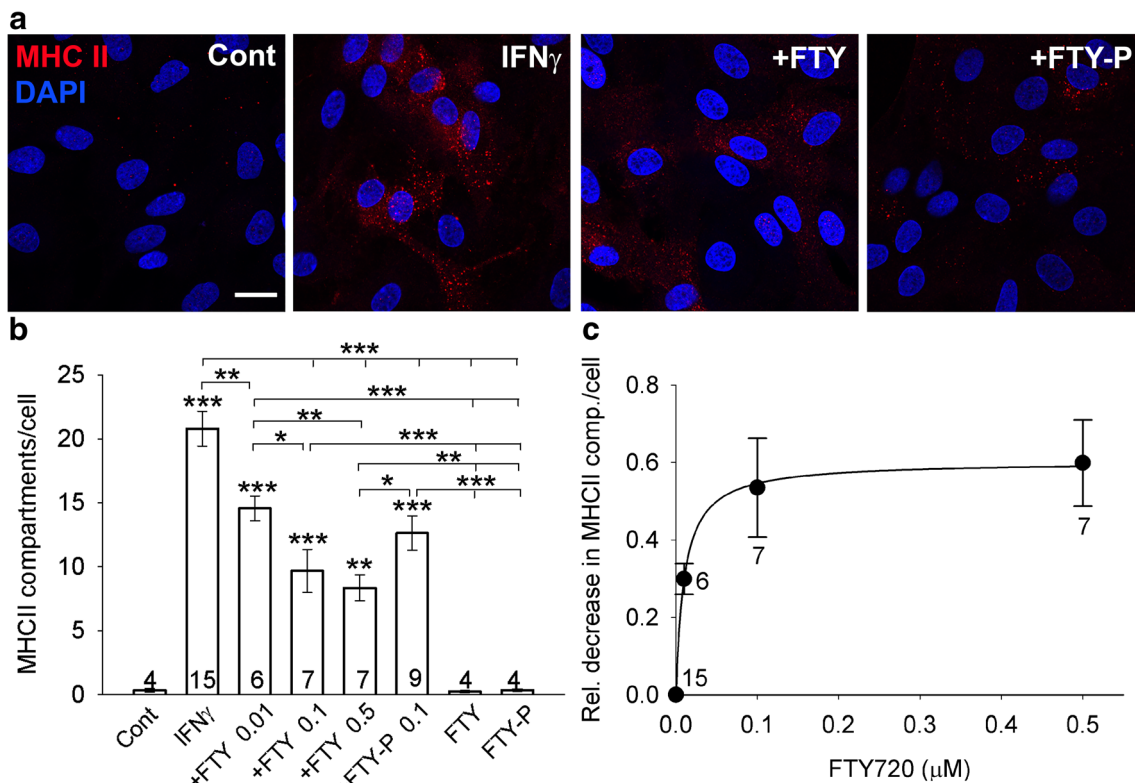 a
MHC II
DAPI
Cont
IFNγ
+FTY
+FTY-P
b
MHCII compartments/cell
25
20
15
10
5
0
***
**
***
**
***
*
***
**
*
***
***
***
***
**
***
4
15
6
7
7
9
4
4
Cont
IFNγ
+FTY 0.01
+FTY 0.1
+FTY 0.5
FTY-P 0.1
FTY
FTY-P
c
Rel. decrease in MHCII comp./cell
0.8
0.6
0.4
0.2
0.0
15
6
7
7
0.0 0.1 0.2 0.3 0.4 0.5
FTY720 (μM)